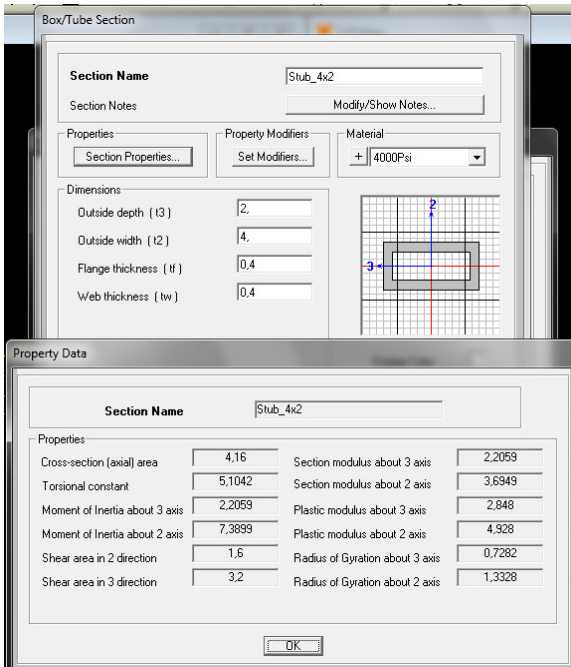 Box/Tube Section
Section Name Stub_4x2
Section Notes Modify/Show Notes...
Properties Property Modifiers Material
Section Properties... Set Modifiers... + 4000Psi
Dimensions
Outside depth ( t3 ) 2,
Outside width ( t2 ) 4,
Flange thickness ( tf ) 0,4
Web thickness ( tw ) 0,4
2
3
Property Data
Section Name Stub_4x2
Properties
Cross-section (axial) area 4,16 Section modulus about 3 axis 2,2059
Torsional constant 5,1042 Section modulus about 2 axis 3,6949
Moment of Inertia about 3 axis 2,2059 Plastic modulus about 3 axis 2,848
Moment of Inertia about 2 axis 7,3899 Plastic modulus about 2 axis 4,928
Shear area in 2 direction 1,6 Radius of Gyration about 3 axis 0,7282
Shear area in 3 direction 3,2 Radius of Gyration about 2 axis 1,3328
OK